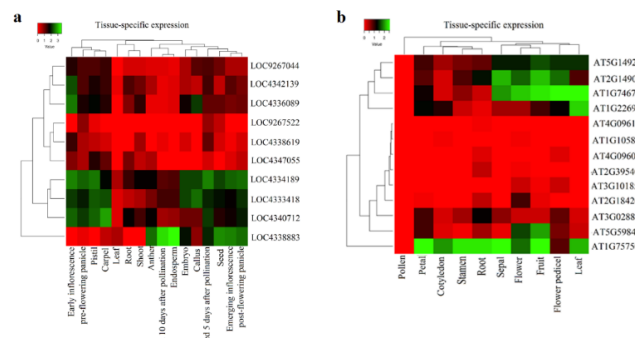 a
Tissue-specific expression
Value
LOC9267044
LOC4342139
LOC4336089
LOC9267522
LOC4338619
LOC4347055
LOC4334189
LOC4333418
LOC4340712
LOC4338883
Early inflorescence
pre-flowering panicle
Pistil
Carpel
Leaf
Root
Shoot
Anther
10 days after pollination
Endosperm
Embryo
Callus
d 5 days after pollination
Seed
Emerging inflorescence
post-flowering panicle
b
Tissue-specific expression
Value
AT5G1492
AT2G1490
AT1G7467
AT1G2269
AT4G0961
AT1G1058
AT4G0960
AT2G3954
AT3G1018
AT2G1842
AT3G0288
AT5G5984
AT1G7575
Pollen
Petal
Cotyledon
Stamen
Root
Sepal
Flower
Fruit
Flower pedicel
Leaf